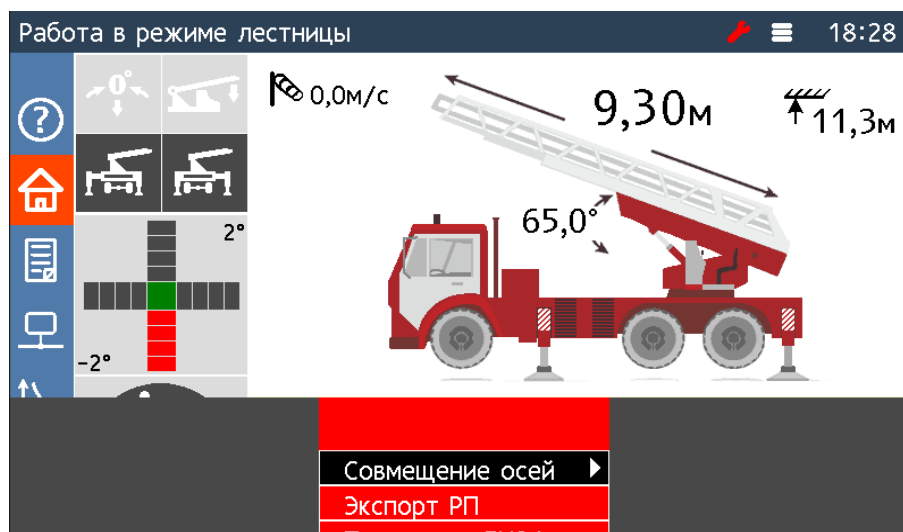 Работа в режиме лестницы 18:28
0° 0,0м/с 9,30м 11,3м
65,0°
2°
-2°
Совмещение осей
Экспорт РП